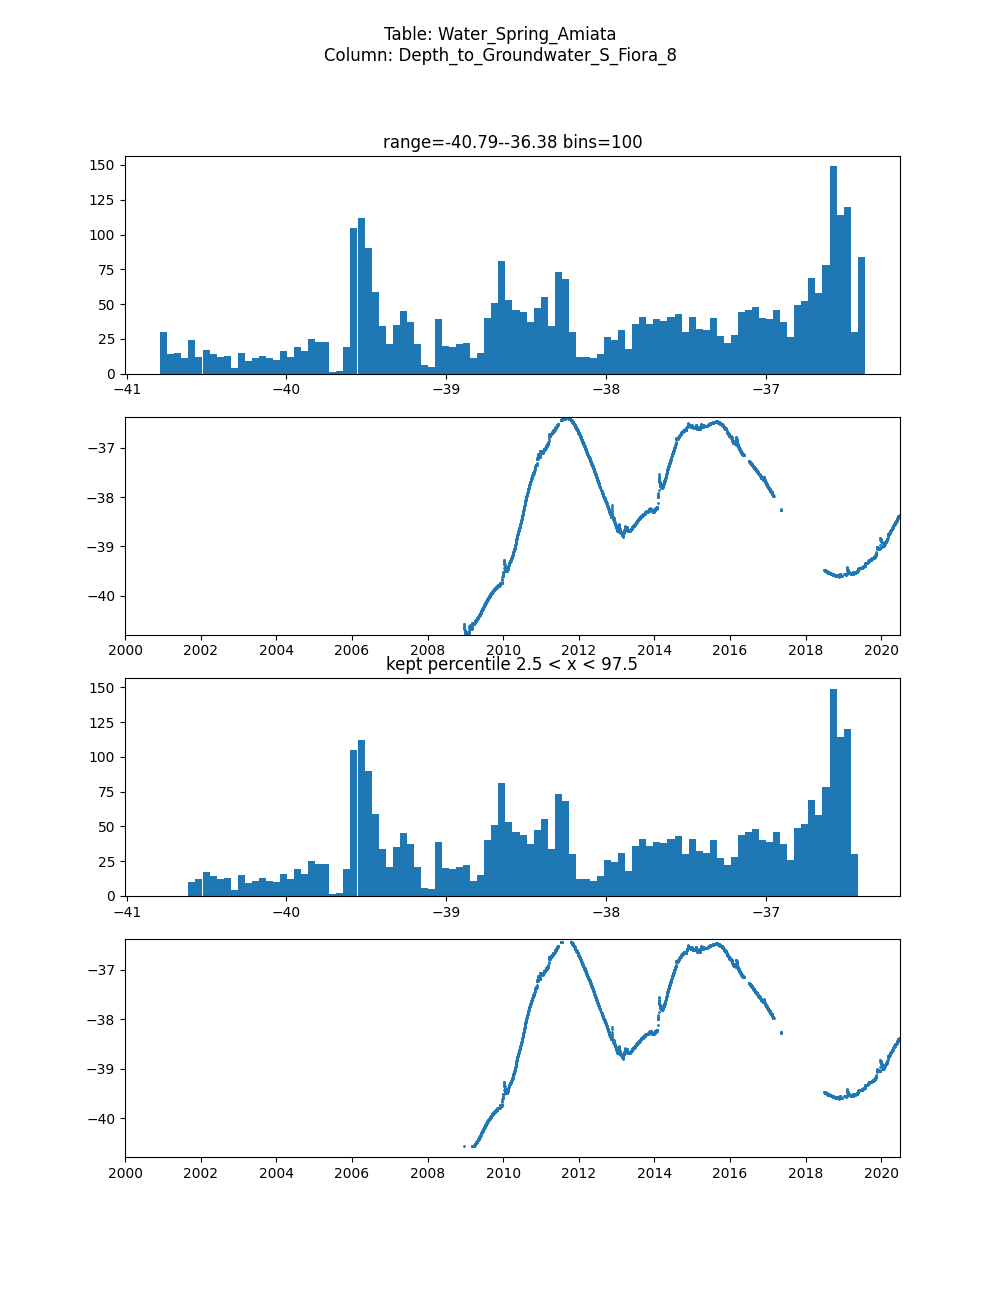 Table: Water_Spring_Amiata
Column: Depth_to_Groundwater_S_Fiora_8
range=-40.79--36.38 bins=100
150
125
100
75
50
25
0
−41 −40 −39 −38 −37
−37
−38
−39
−40
2000 2002 2004 2006 2008 2010 2012 2014 2016 2018 2020
kept percentile 2.5 < x < 97.5
150
125
100
75
50
25
0
−41 −40 −39 −38 −37
−37
−38
−39
−40
2000 2002 2004 2006 2008 2010 2012 2014 2016 2018 2020